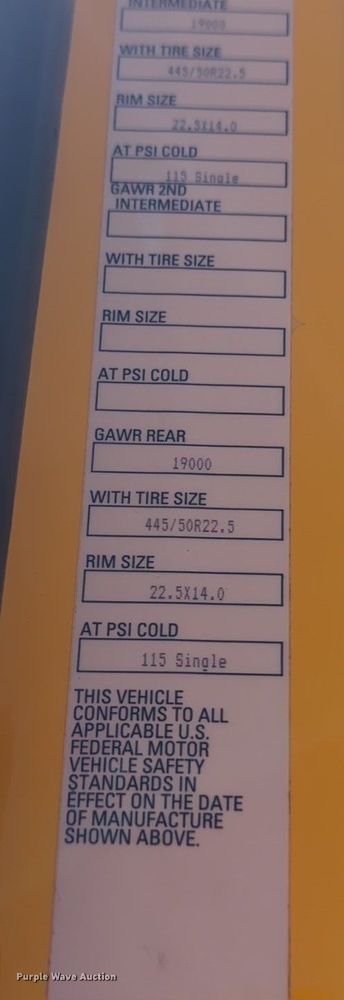 INTERMEDIATE
19000
WITH TIRE SIZE
445/50R22.5
RIM SIZE
22.5X14.0
AT PSI COLD
115 Single
GAWR 2ND
INTERMEDIATE
WITH TIRE SIZE
RIM SIZE
AT PSI COLD
GAWR REAR
19000
WITH TIRE SIZE
445/50R22.5
RIM SIZE
22.5X14.0
AT PSI COLD
115 Single
THIS VEHICLE
CONFORMS TO ALL
APPLICABLE U.S.
FEDERAL MOTOR
VEHICLE SAFETY
STANDARDS IN
EFFECT ON THE DATE
OF MANUFACTURE
SHOWN ABOVE.
Purple Wave Auction